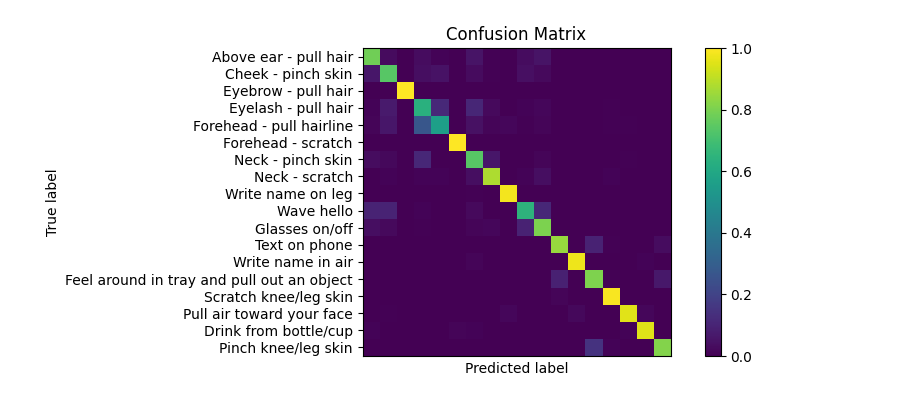 Confusion Matrix
Above ear - pull hair
Cheek - pinch skin
Eyebrow - pull hair
Eyelash - pull hair
Forehead - pull hairline
Forehead - scratch
Neck - pinch skin
Neck - scratch
Write name on leg
Wave hello
Glasses on/off
Text on phone
Write name in air
Feel around in tray and pull out an object
Scratch knee/leg skin
Pull air toward your face
Drink from bottle/cup
Pinch knee/leg skin
True label
Predicted label
1.0
0.8
0.6
0.4
0.2
0.0